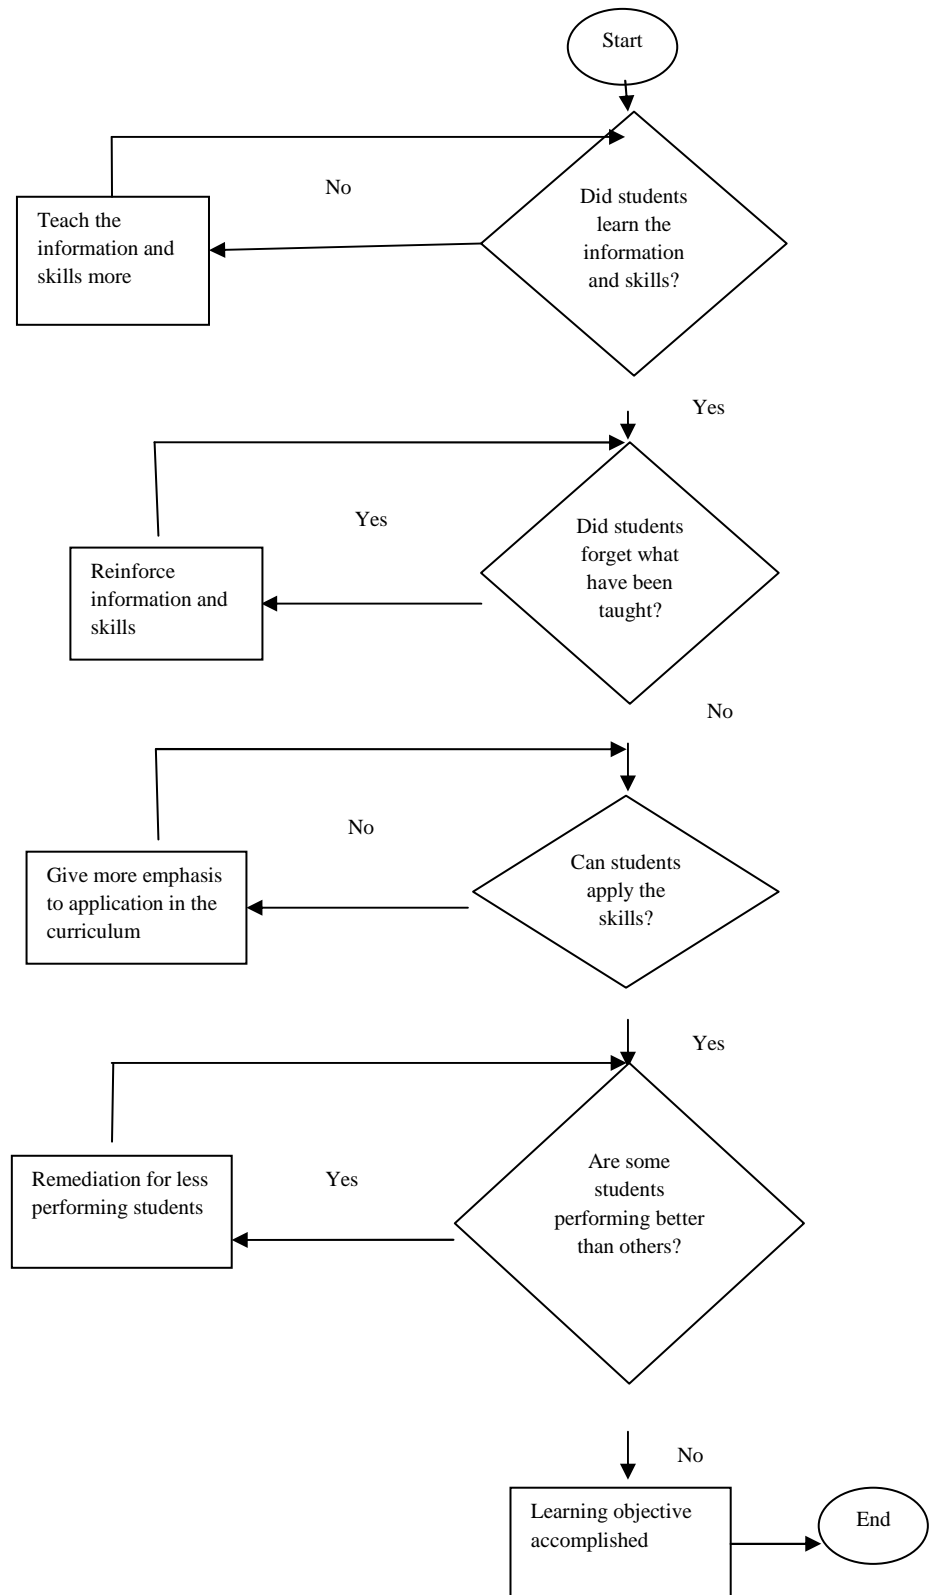 Start
Did students
learn the
information
and skills?
No
Teach the
information and
skills more
Yes
Did students
forget what
have been
taught?
Yes
Reinforce
information and
skills
No
Can students
apply the
skills?
No
Give more emphasis
to application in the
curriculum
Yes
Are some
students
performing better
than others?
Yes
Remediation for less
performing students
No
Learning objective
accomplished
End